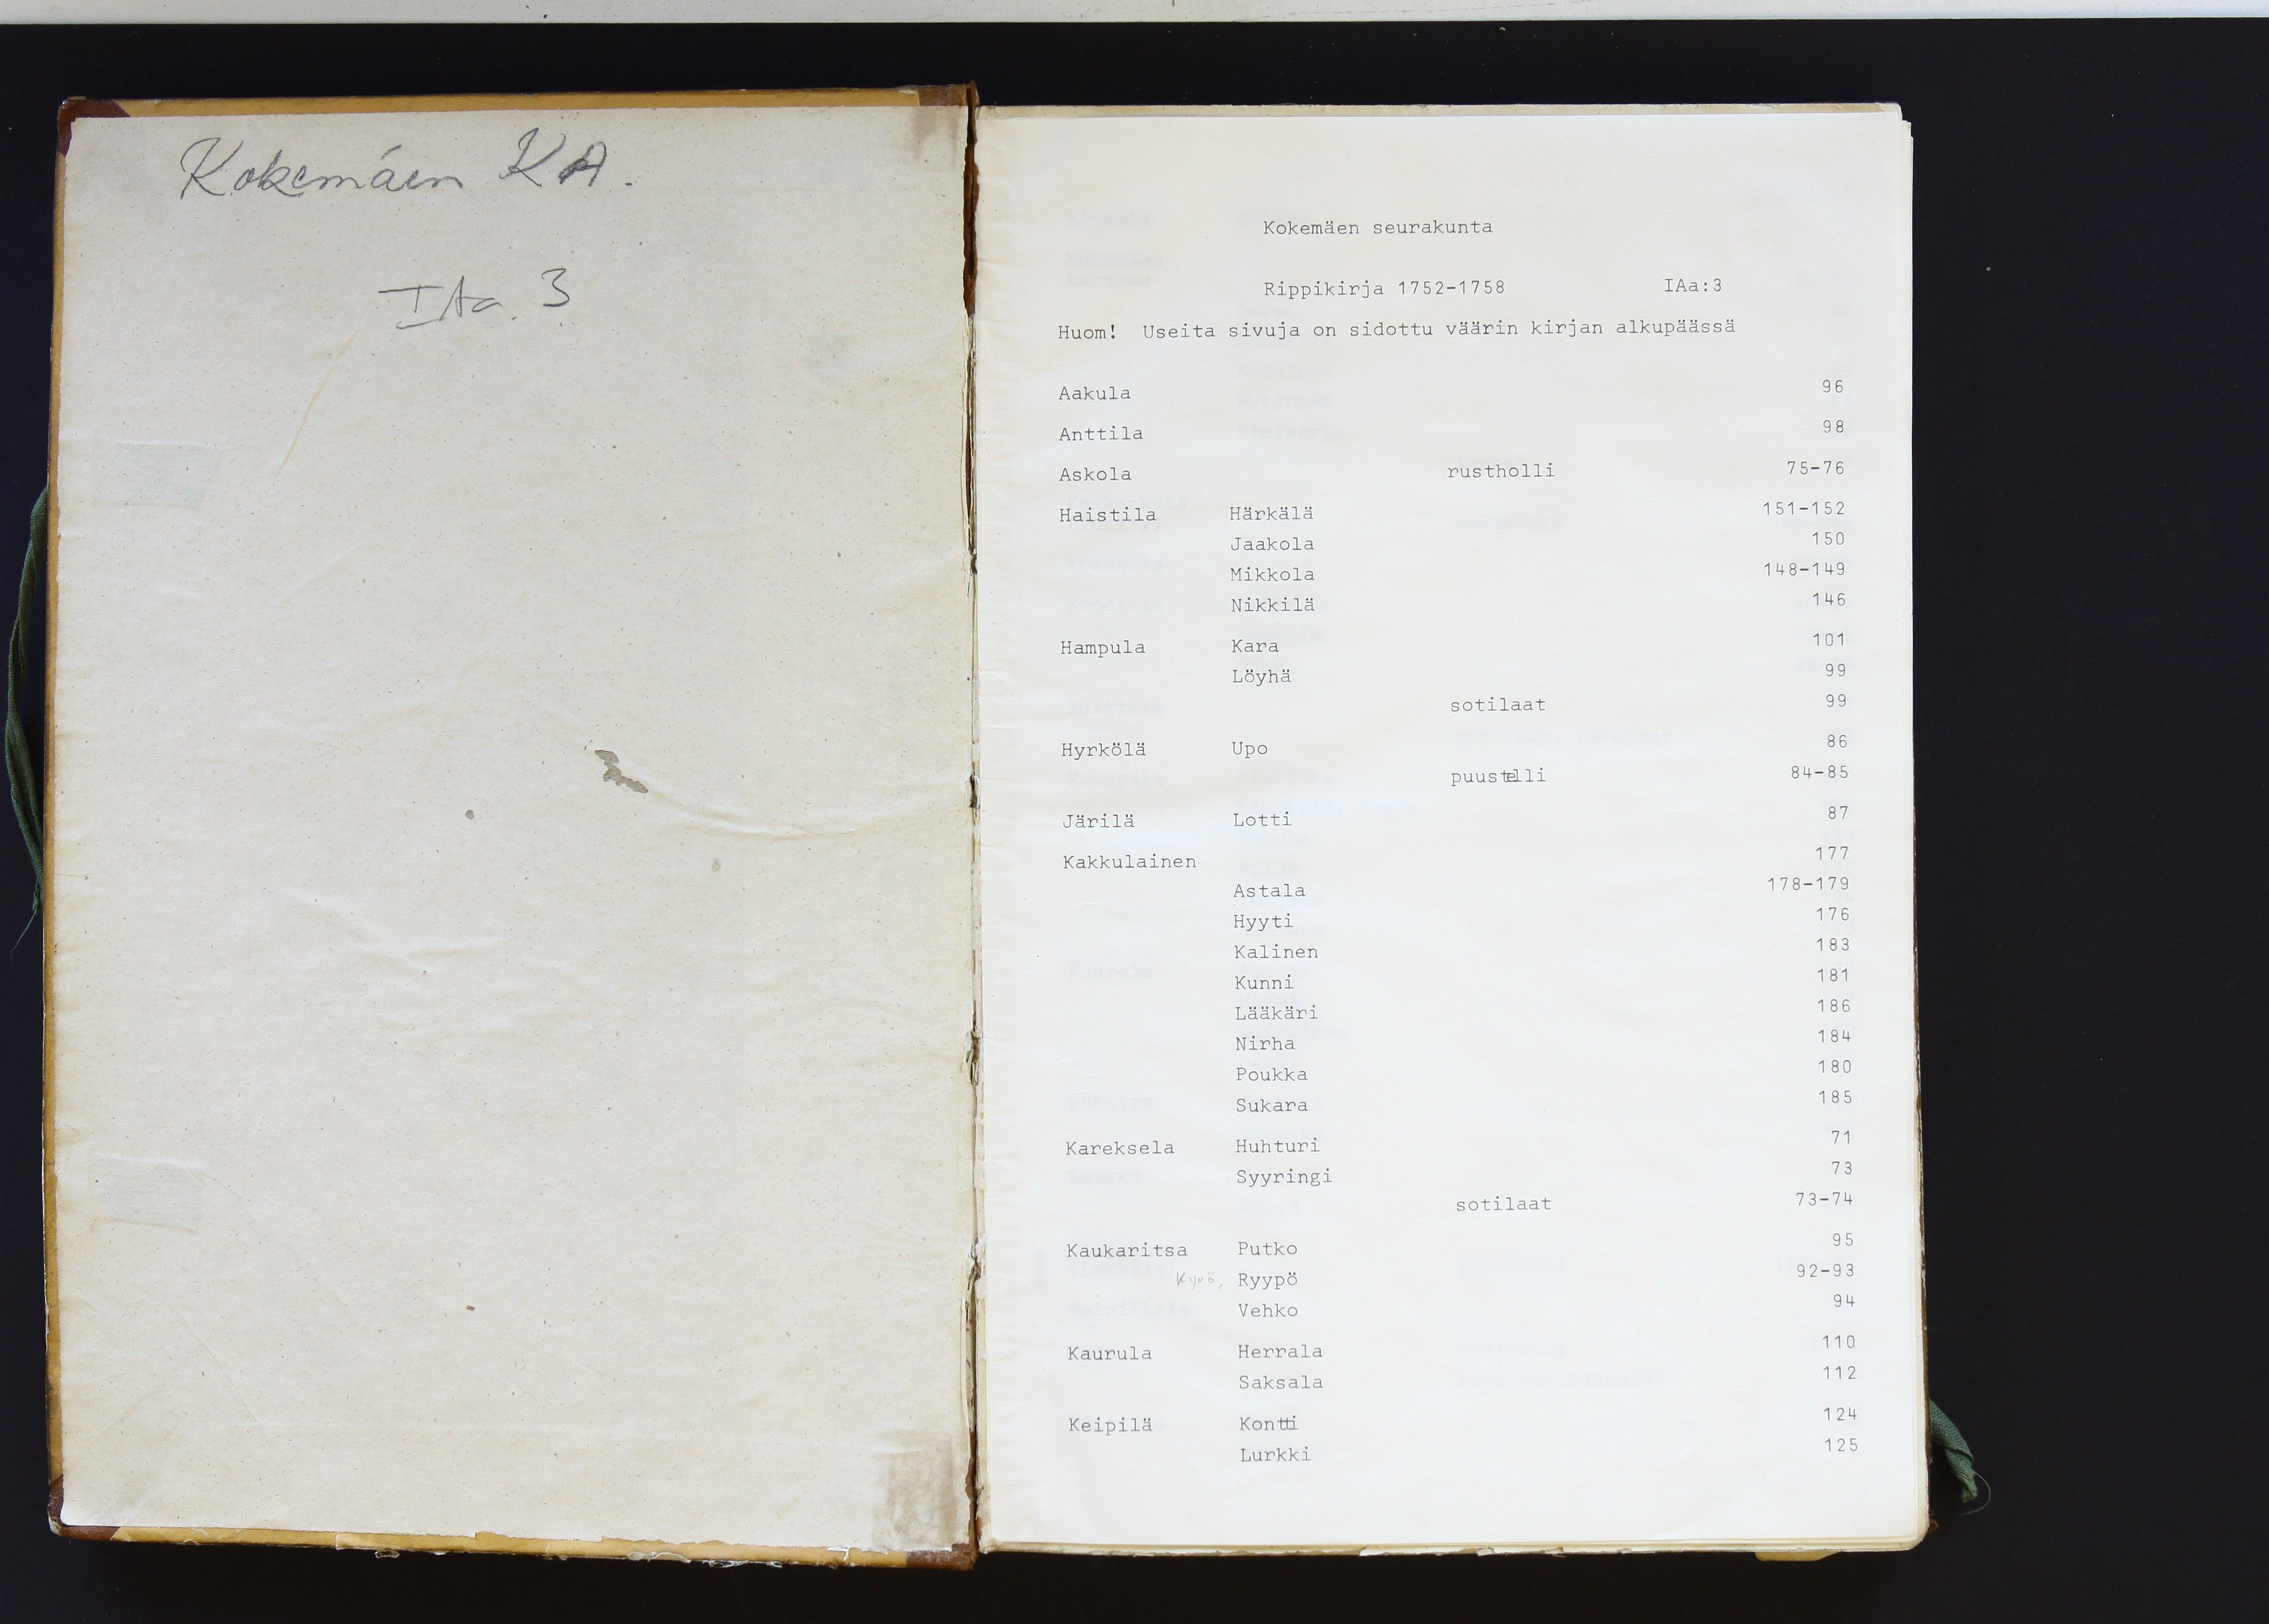 Kokemäen KA.
IAa. 3
Kokemäen seurakunta
Rippikirja 1752-1758 IAa:3
Huom! Useita sivuja on sidottu väärin kirjan alkupäässä
Aakula 96
Anttila 98
Askola rustholli 75-76
Haistila Härkälä 151-152
Jaakola 150
Mikkola 148-149
Nikkilä 146
Hampula Kara 101
Löyhä 99
sotilaat 99
Hyrkölä Upo 86
puustelli 84-85
Järilä Lotti 87
Kakkulainen 177
Astala 178-179
Hyyti 176
Kalinen 183
Kunni 181
Lääkäri 186
Nirha 184
Poukka 180
Sukara 185
Kareksela Huhturi 71
Syyringi 73
sotilaat 73-74
Kaukaritsa Putko 95
Kyrö, Ryypö 92-93
Vehko 94
Kaurula Herrala 110
Saksala 112
Keipilä Kontti 124
Lurkki 125